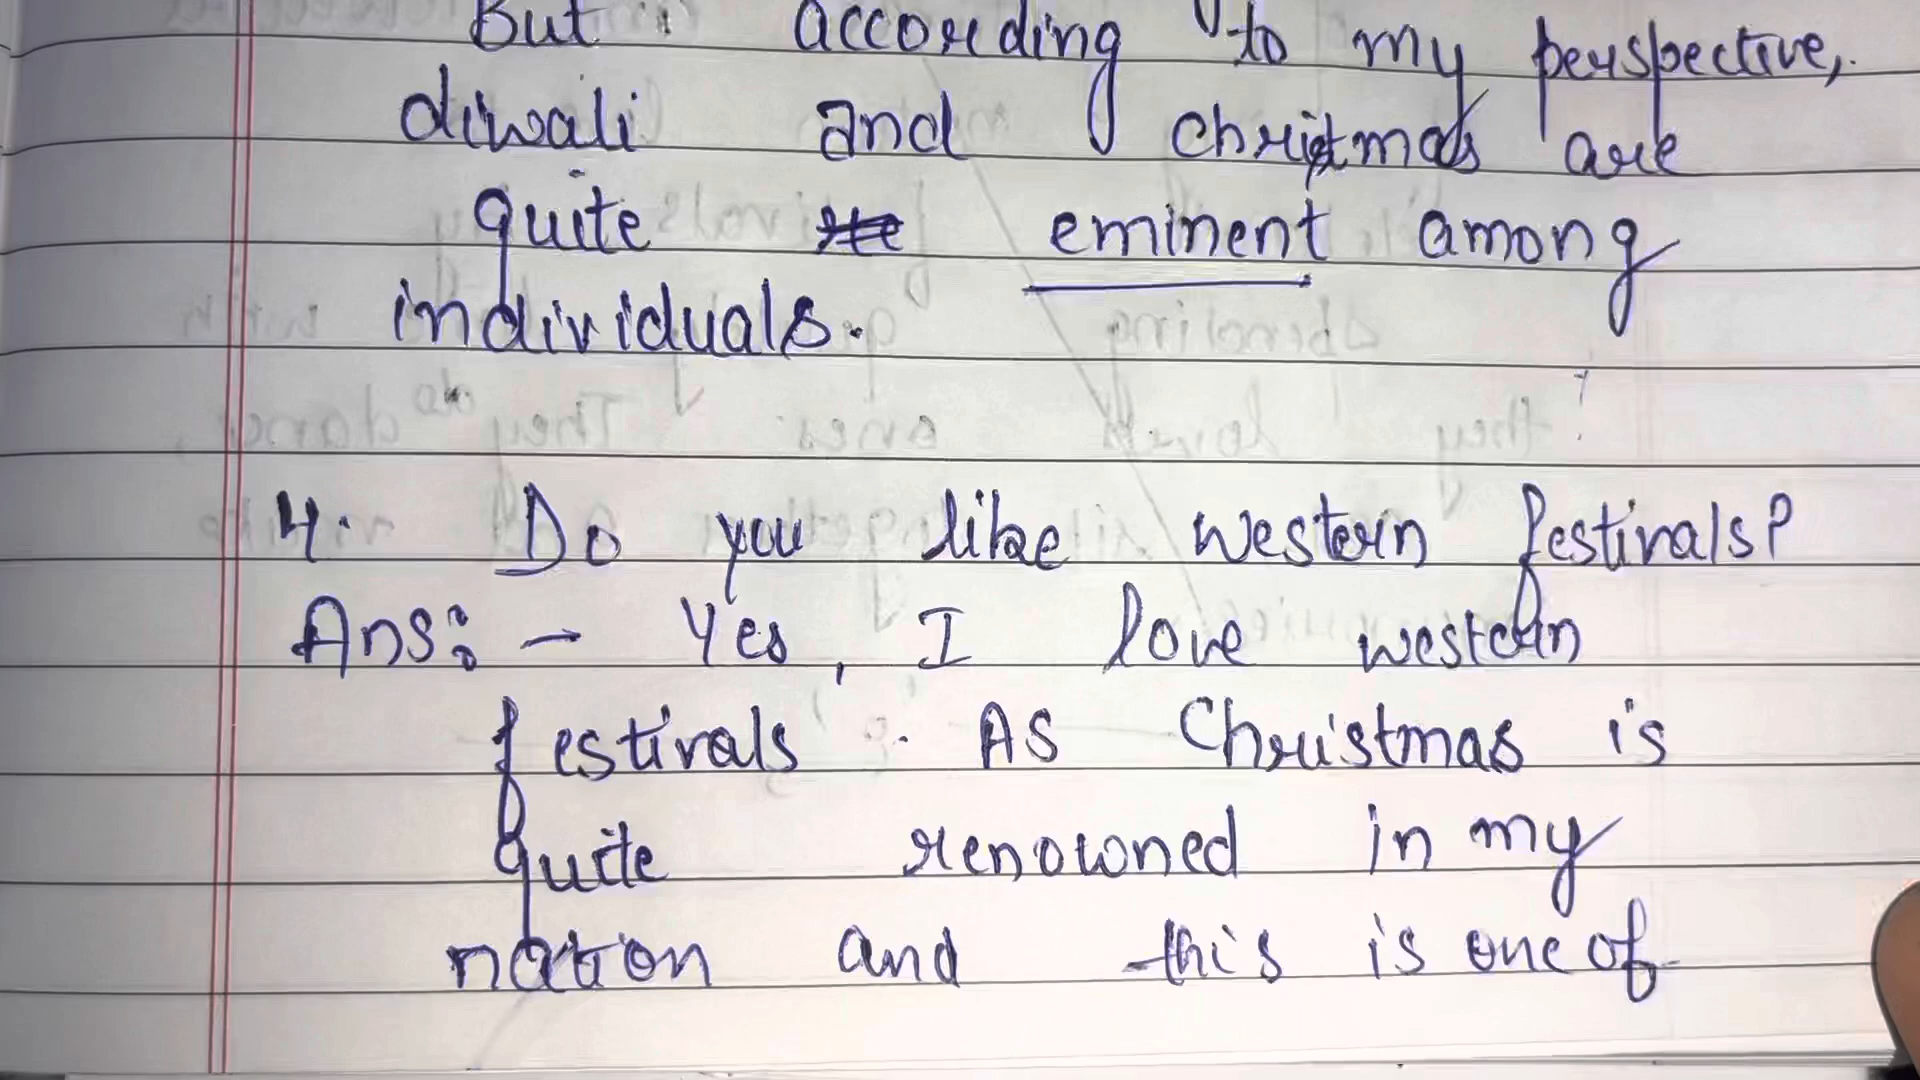 But according to my perspective,
diwali and christmas are
quite eminent among
individuals.
4. Do you like western festivals?
Ans:- Yes, I love western
festivals. As Christmas is
quite renowned in my
nation and this is one of